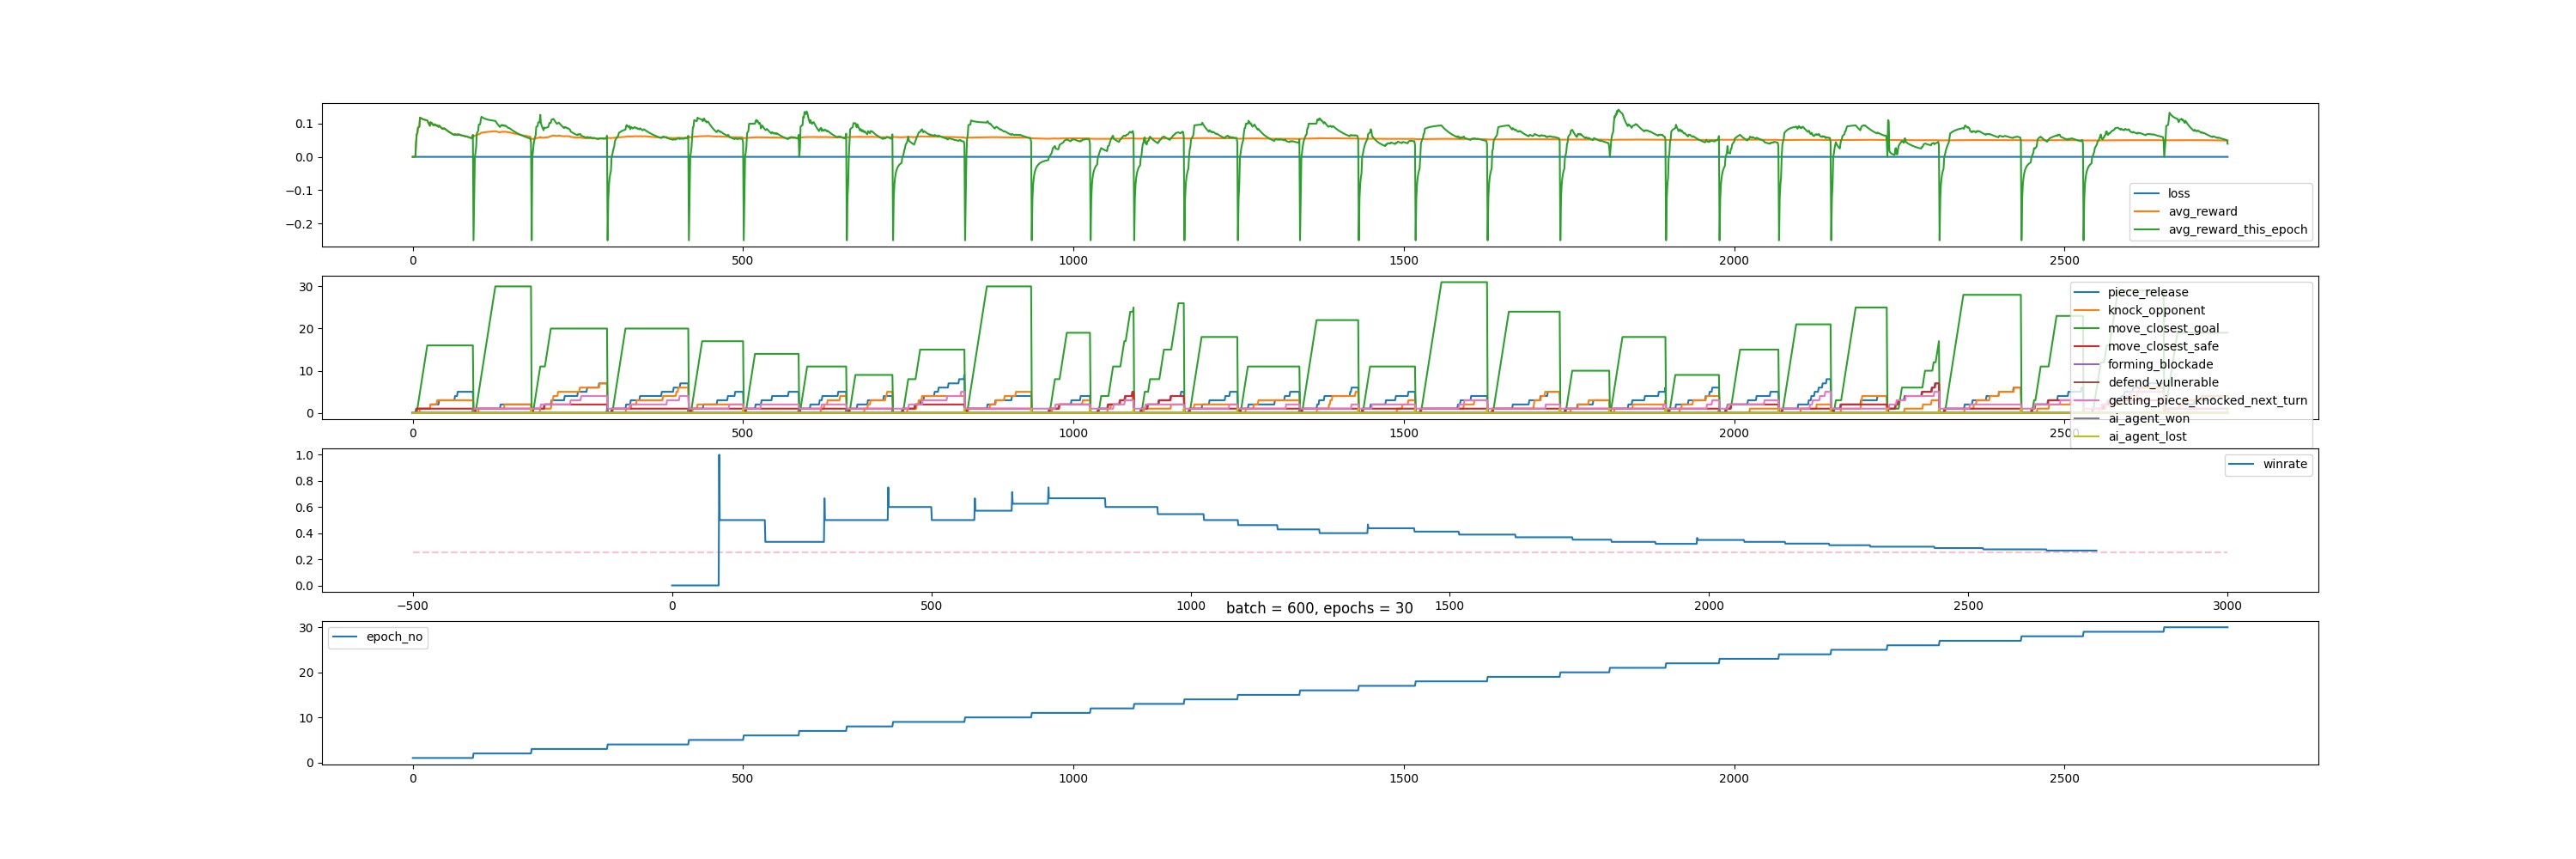 0.1
0.0
−0.1
−0.2
loss
avg_reward
avg_reward_this_epoch
0 500 1000 1500 2000 2500
30
20
10
0
piece_release
knock_opponent
move_closest_goal
move_closest_safe
forming_blockade
defend_vulnerable
getting_piece_knocked_next_turn
ai_agent_won
ai_agent_lost
0 500 1000 1500 2000 2500
1.0
0.8
0.6
0.4
0.2
0.0
winrate
−500 0 500 1000 1500 2000 2500 3000
batch = 600, epochs = 30
30
20
10
0
epoch_no
0 500 1000 1500 2000 2500